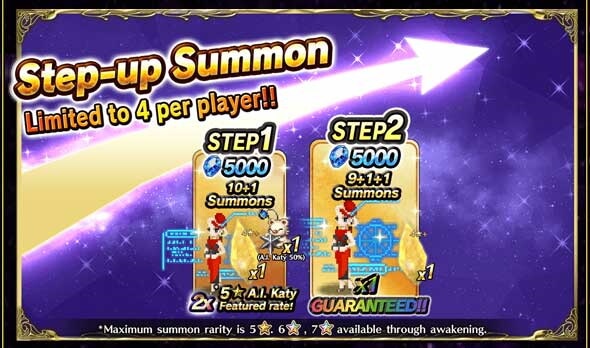 Step-up Summon
Limited to 4 per player!!
STEP1
5000
10+1
Summons
x1
(A.I. Katy 50%)
x1
2x 5★ A.I. Katy
Featured rate!
STEP2
5000
9+1+1
Summons
x1
x1
GUARANTEED!!
*Maximum summon rarity is 5★. 6★, 7★ available through awakening.